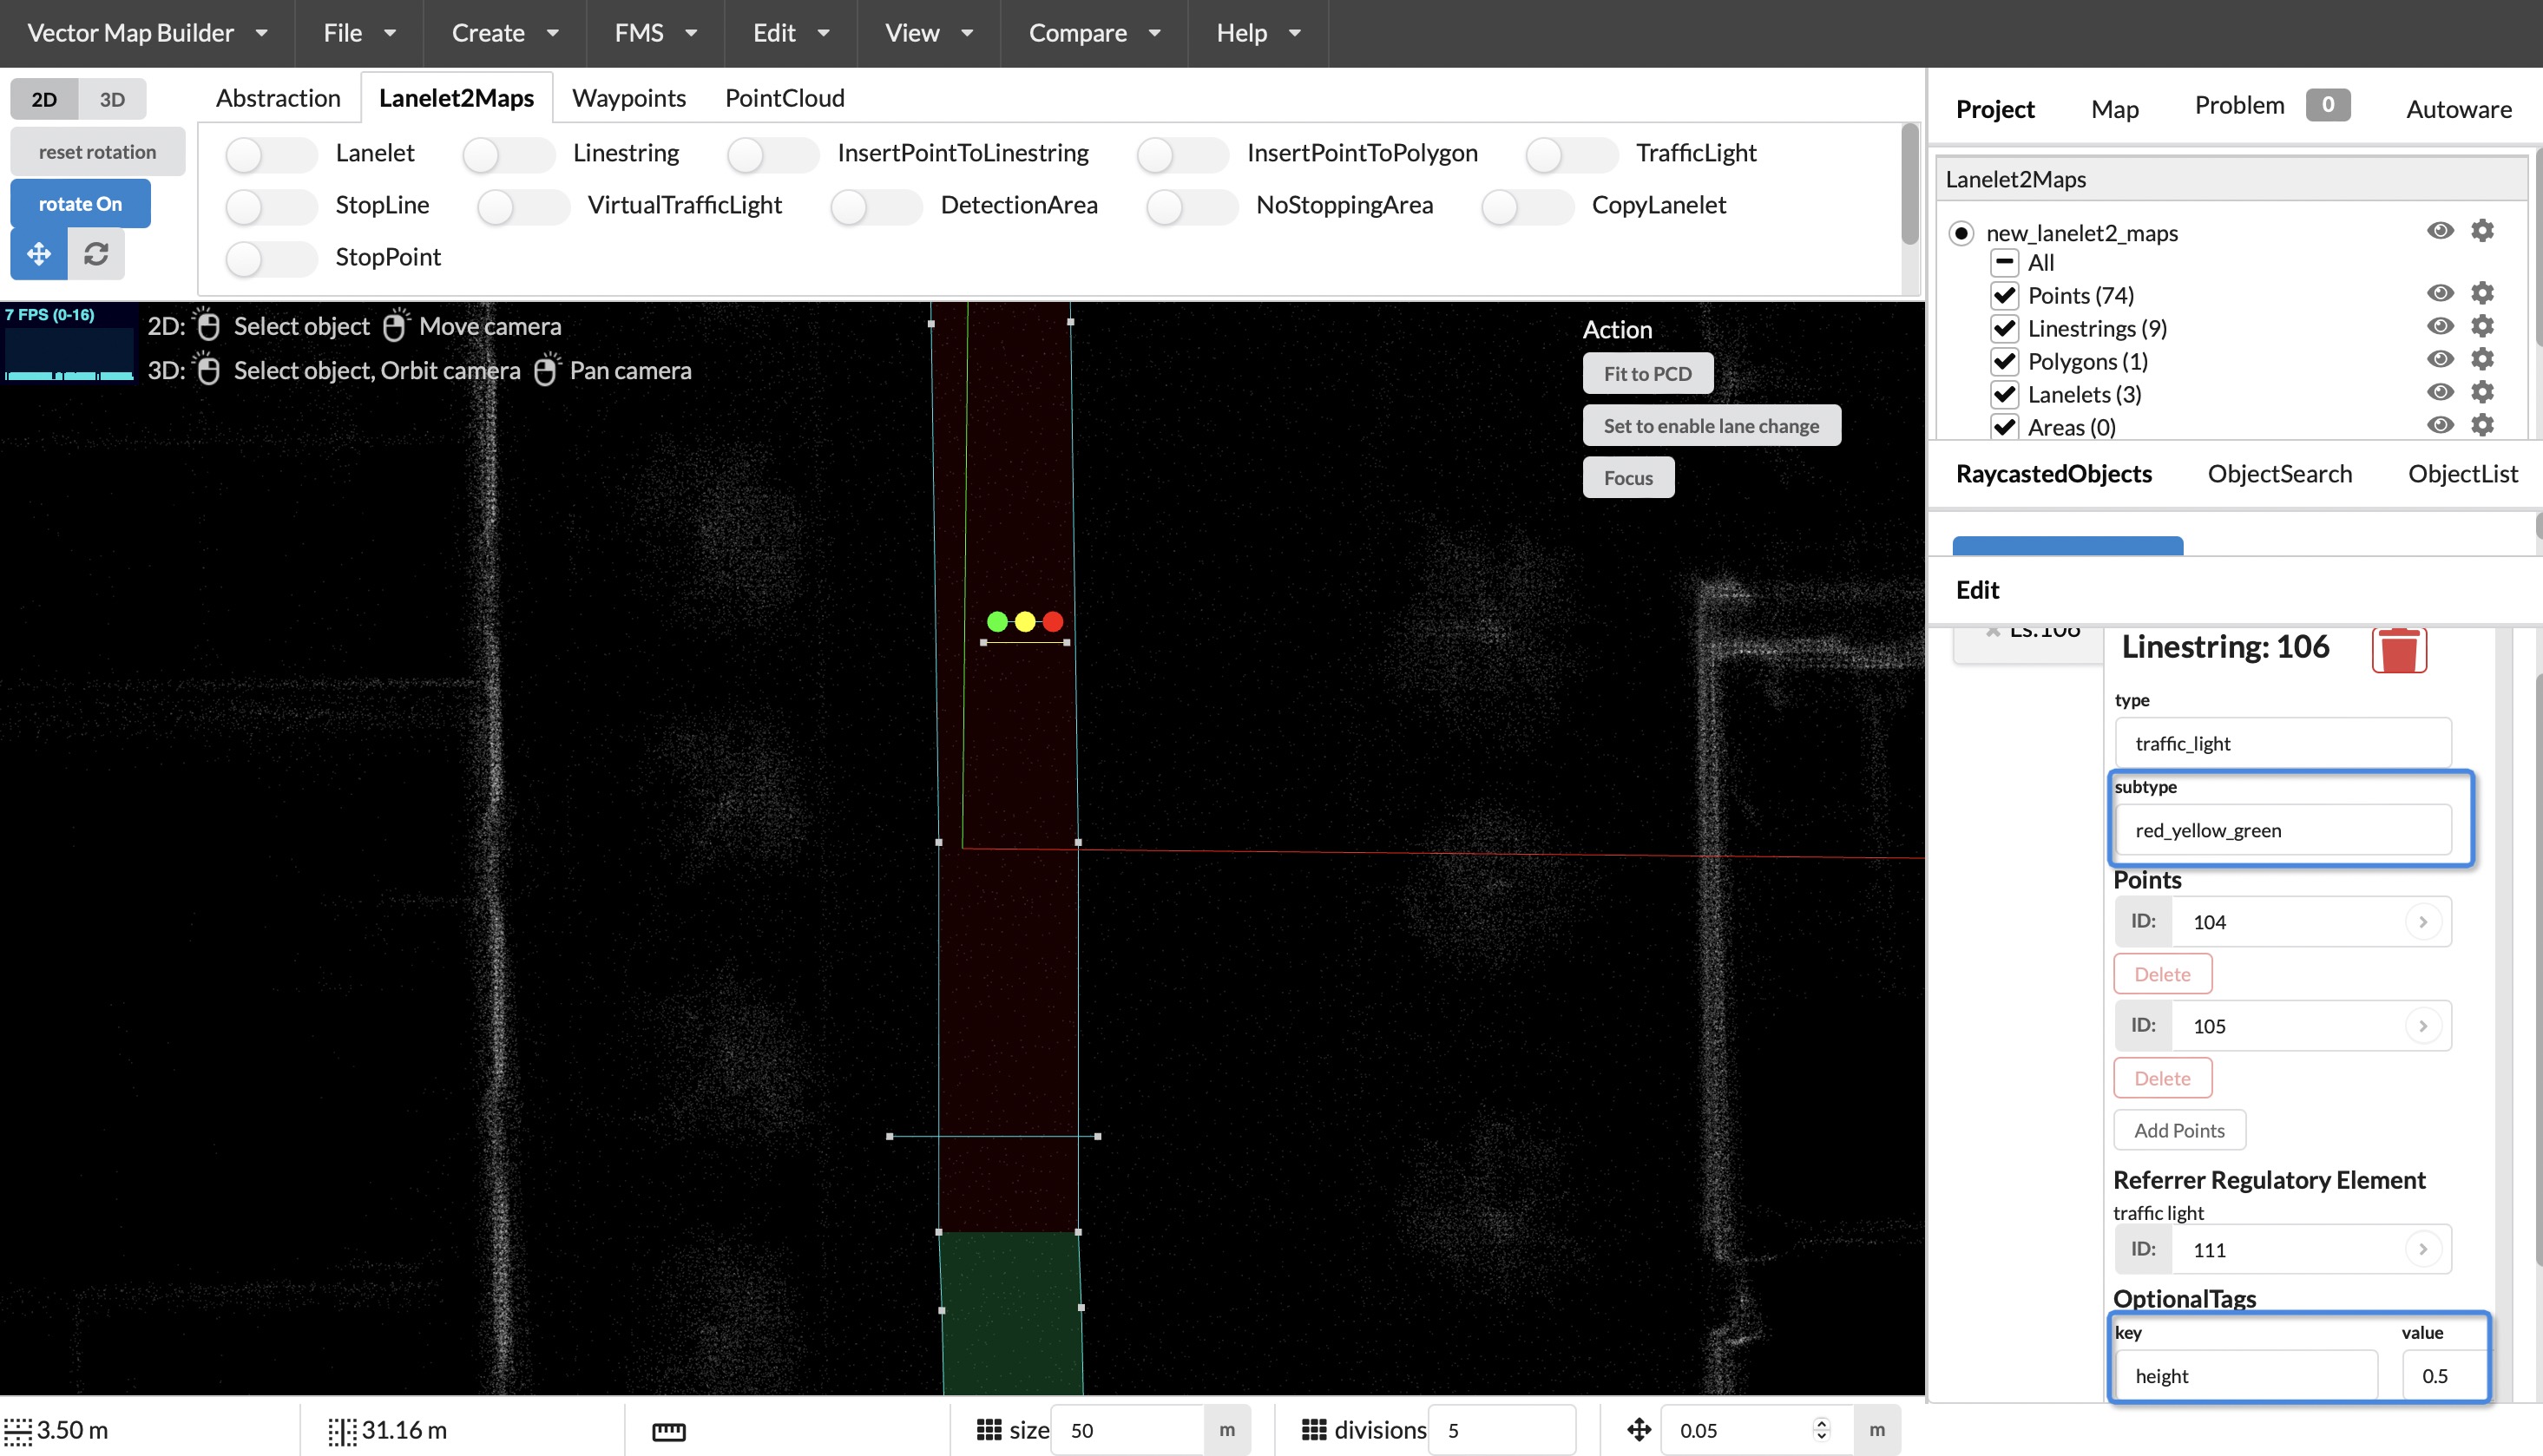 Vector Map Builder File Create FMS Edit View Compare Help
2D 3D
reset rotation
rotate On
Abstraction Lanelet2Maps Waypoints PointCloud
Lanelet Linestring InsertPointToLinestring InsertPointToPolygon TrafficLight
StopLine VirtualTrafficLight DetectionArea NoStoppingArea CopyLanelet
StopPoint
7 FPS (0-16)
2D: Select object Move camera
3D: Select object, Orbit camera Pan camera
Action
Fit to PCD
Set to enable lane change
Focus
Project Map Problem 0 Autoware
Lanelet2Maps
new_lanelet2_maps
All
Points (74)
Linestrings (9)
Polygons (1)
Lanelets (3)
Areas (0)
RaycastedObjects ObjectSearch ObjectList
Edit
Ls:106
Linestring: 106
type
traffic_light
subtype
red_yellow_green
Points
ID: 104
Delete
ID: 105
Delete
Add Points
Referrer Regulatory Element
traffic light
ID: 111
OptionalTags
key value
height 0.5
3.50 m 31.16 m size 50 m divisions 5 0.05 m